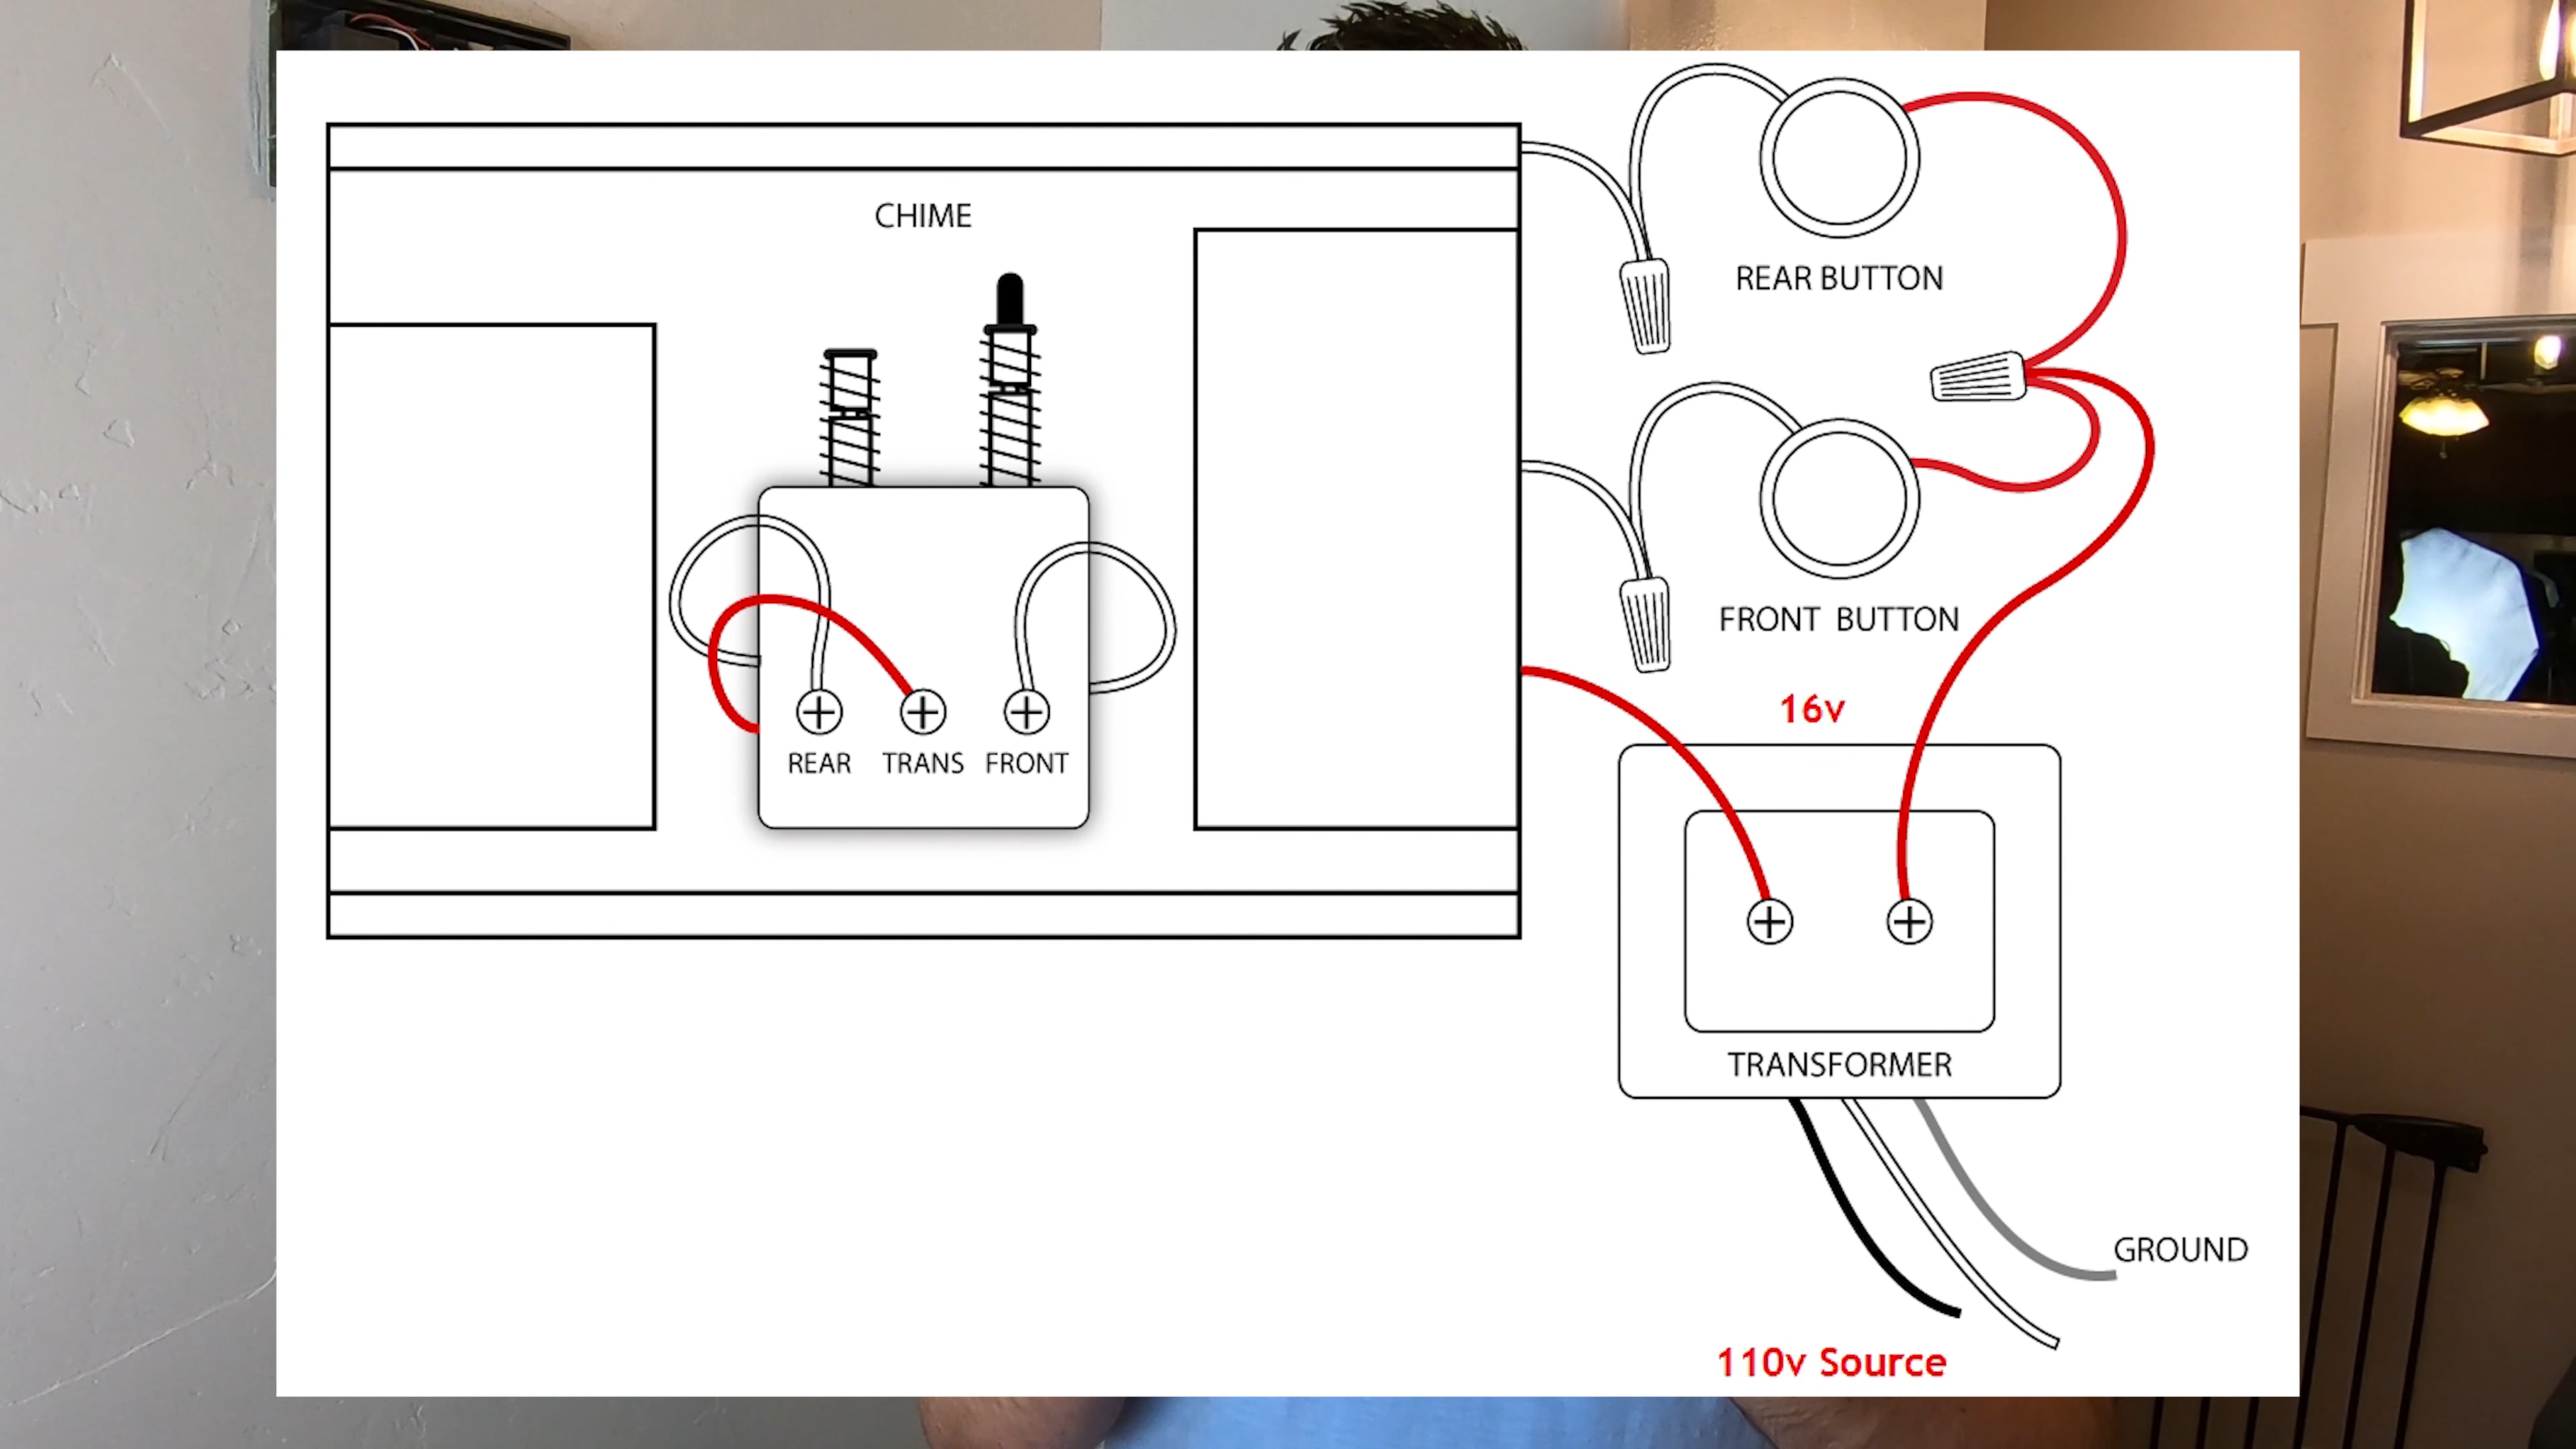 CHIME
REAR BUTTON
FRONT BUTTON
16v
REAR TRANS FRONT
TRANSFORMER
GROUND
110v Source